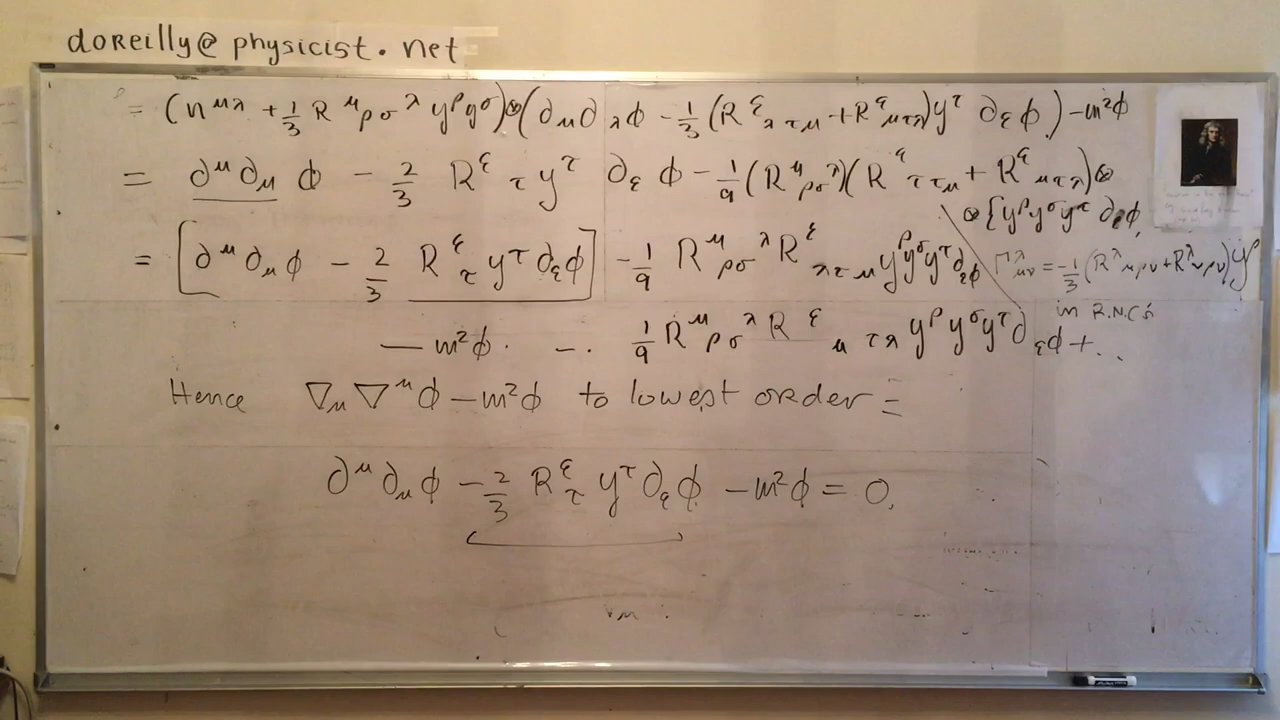 doreilly@physicist.net
= (η^{μλ} + 1/3 R^μ_{ρσ}^λ y^ρ y^σ) ⊗ (∂_μ ∂_λ φ - 1/3 (R^ε_{λτμ} + R^ε_{μτλ}) y^τ ∂_ε φ) - m²φ
= ∂^μ ∂_μ φ - 2/3 R^ε_τ y^τ ∂_ε φ - 1/9 (R^μ_{ρσ}^λ)(R^ε_{ττμ} + R^ε_{μτλ}) ⊗
⊗ {y^ρ y^σ y^τ ∂_ε φ,
= [∂^μ ∂_μ φ - 2/3 R^ε_τ y^τ ∂_ε φ] - 1/9 R^μ_{ρσ}^λ R^ε_{λτμ} y^ρ y^σ y^τ ∂_ε φ
Γ^λ_{μν} = -1/3 (R^λ_{μρν} + R^λ_{νρν}) y^ρ
in R.N.C's
- m²φ. - . 1/9 R^μ_{ρσ}^λ R^ε_{μτλ} y^ρ y^σ y^τ ∂_ε φ + ...
Hence ∇_μ ∇^μ φ - m²φ to lowest order =
∂^μ ∂_μ φ - 2/3 R^ε_τ y^τ ∂_ε φ - m²φ = 0.